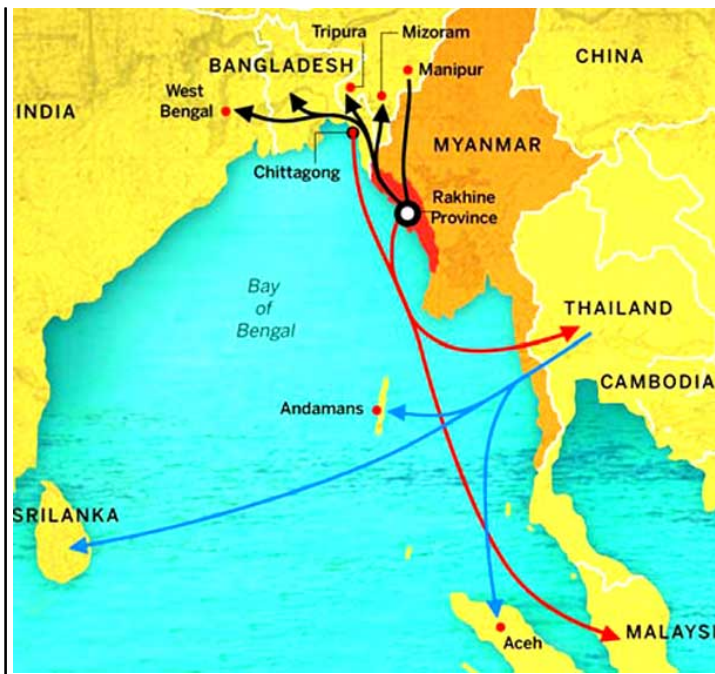 Tripura
Mizoram
CHINA
BANGLADESH
Manipur
West
Bengal
INDIA
MYANMAR
Chittagong
Rakhine
Province
Bay
of
Bengal
THAILAND
CAMBODIA
Andamans
SRILANKA
Aceh
MALAYSI